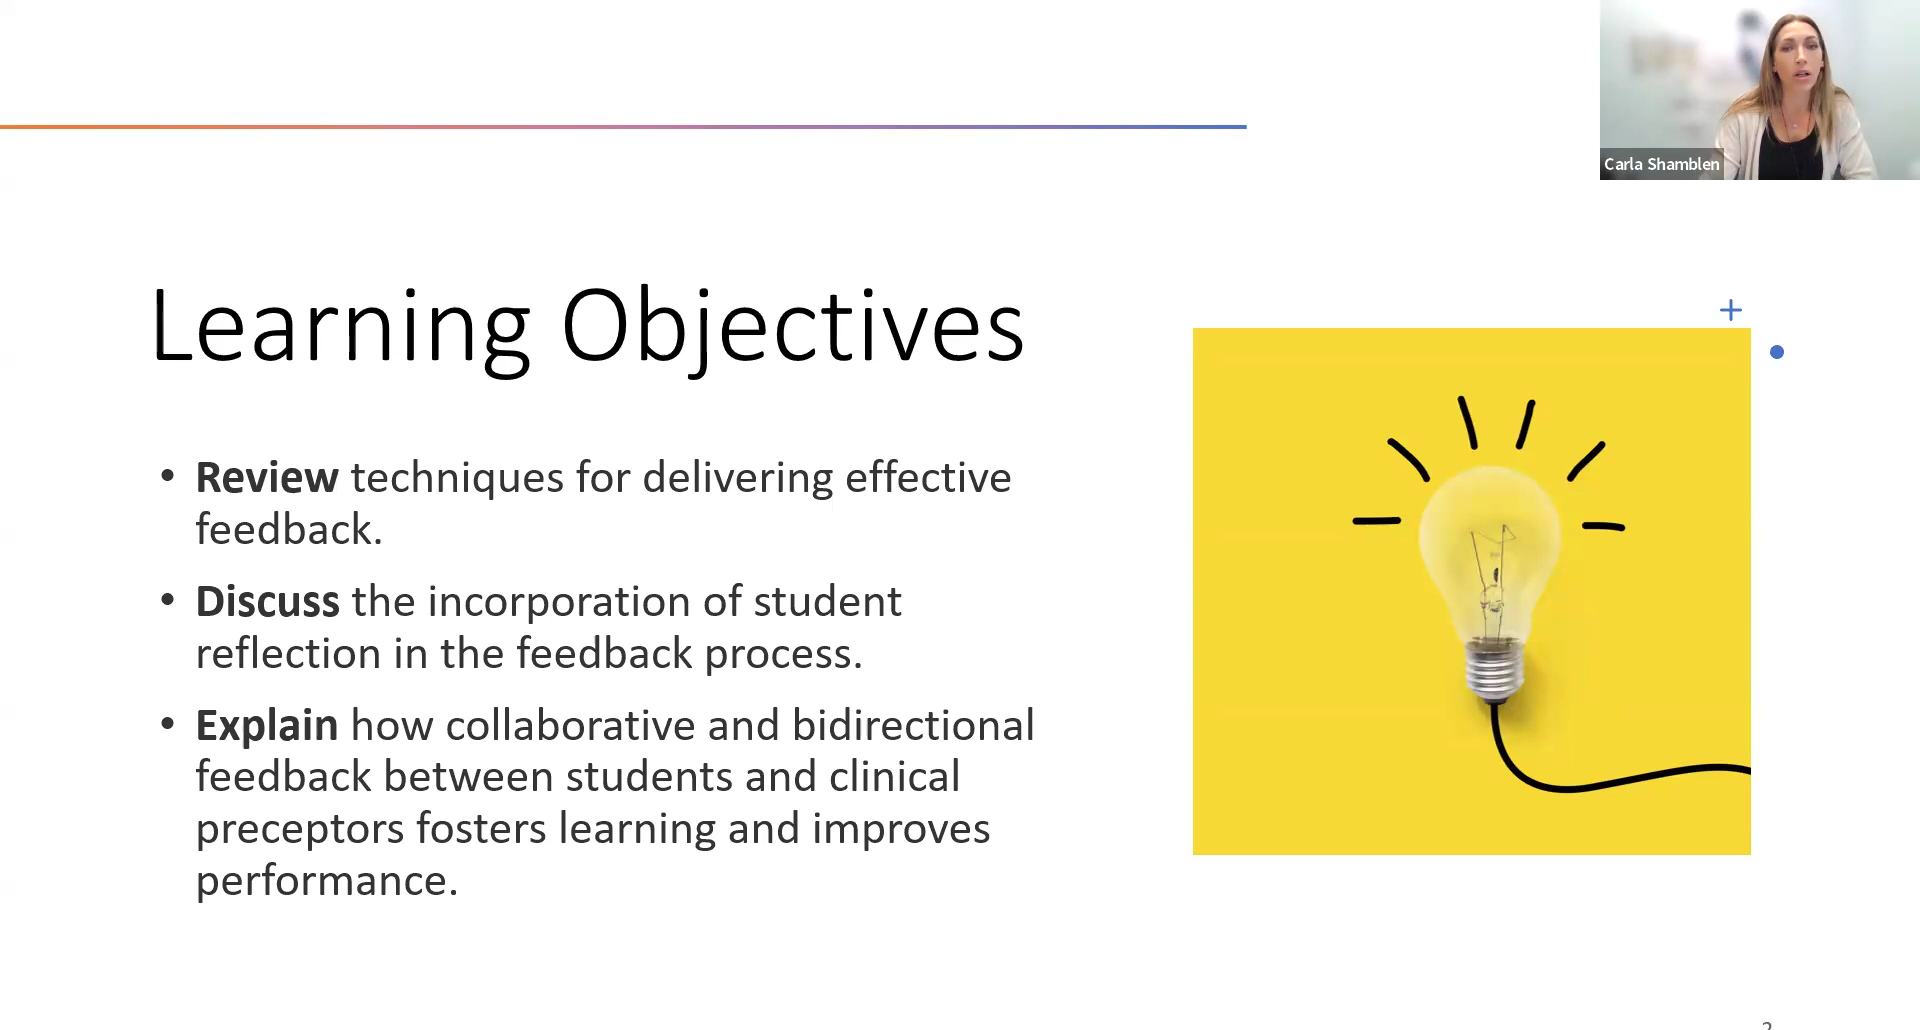 Carla Shamblen
Learning Objectives
• Review techniques for delivering effective
feedback.
• Discuss the incorporation of student
reflection in the feedback process.
• Explain how collaborative and bidirectional
feedback between students and clinical
preceptors fosters learning and improves
performance.
2